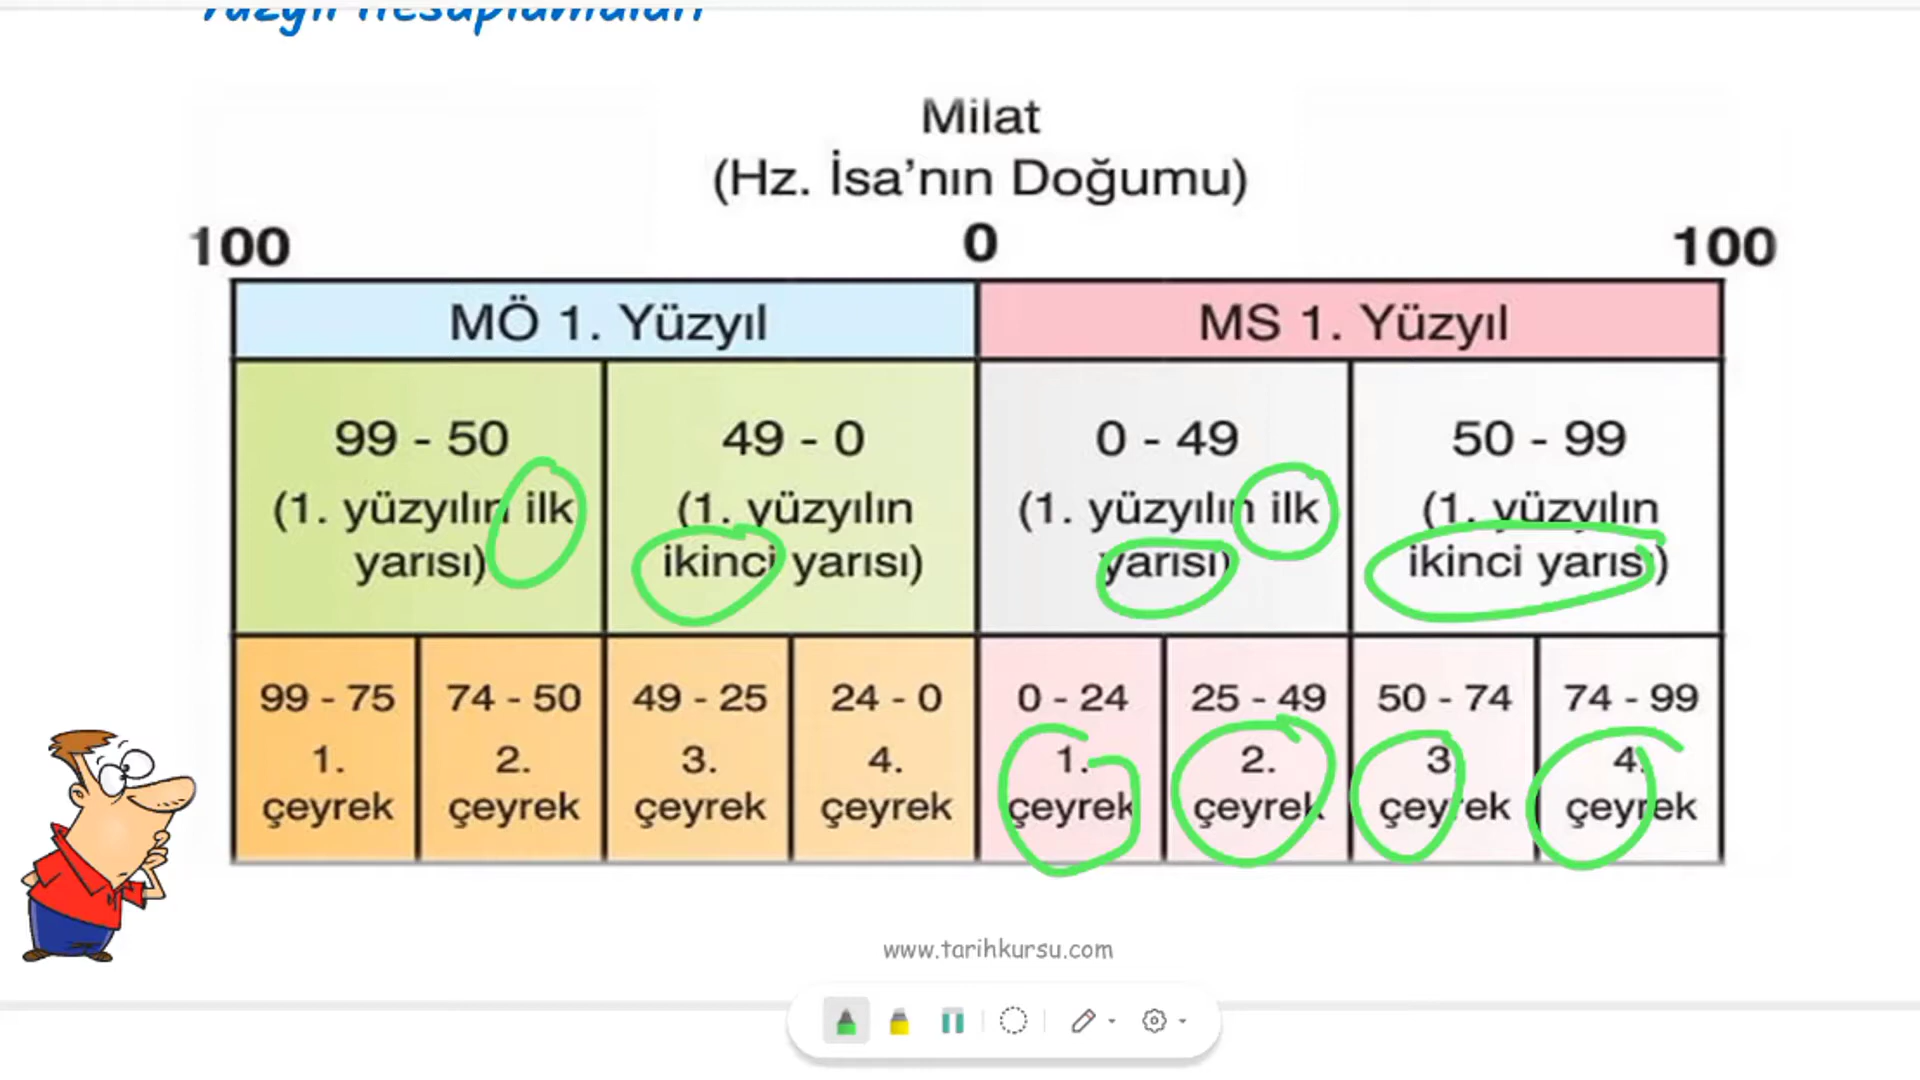 Yüzyıl Hesaplamaları
Milat
(Hz. İsa’nın Doğumu)
100 0 100
MÖ 1. Yüzyıl MS 1. Yüzyıl
99 - 50 49 - 0 0 - 49 50 - 99
(1. yüzyılın ilk (1. yüzyılın (1. yüzyılın ilk (1. yüzyılın
yarısı) ikinci yarısı) yarısı) ikinci yarısı)
99 - 75 74 - 50 49 - 25 24 - 0 0 - 24 25 - 49 50 - 74 74 - 99
1. 2. 3. 4. 1. 2. 3. 4.
çeyrek çeyrek çeyrek çeyrek çeyrek çeyrek çeyrek çeyrek
www.tarihkursu.com